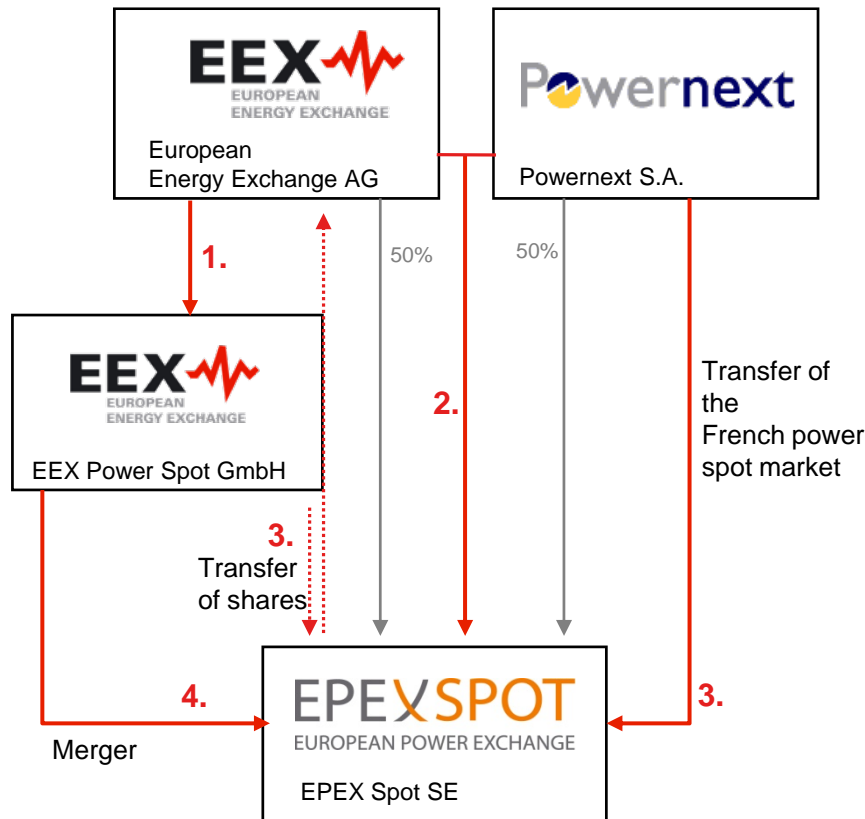 EEX
EUROPEAN
ENERGY EXCHANGE
European
Energy Exchange AG
Powernext
Powernext S.A.
1.
50%
50%
2.
EEX
EUROPEAN
ENERGY EXCHANGE
EEX Power Spot GmbH
Transfer of
the
French power
spot market
3.
Transfer
of shares
4.
Merger
3.
EPEXSPOT
EUROPEAN POWER EXCHANGE
EPEX Spot SE